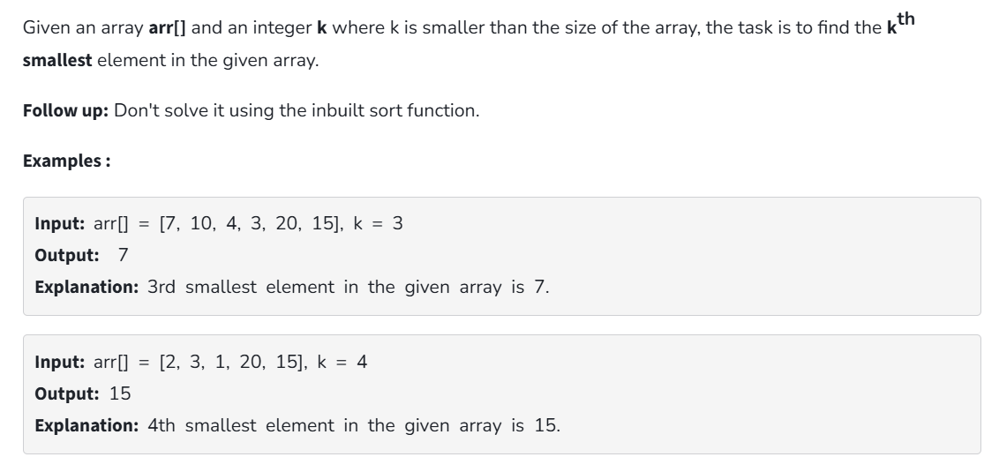 Given an array arr[] and an integer k where k is smaller than the size of the array, the task is to find the kth
smallest element in the given array.
Follow up: Don't solve it using the inbuilt sort function.
Examples :
Input: arr[] = [7, 10, 4, 3, 20, 15], k = 3
Output: 7
Explanation: 3rd smallest element in the given array is 7.
Input: arr[] = [2, 3, 1, 20, 15], k = 4
Output: 15
Explanation: 4th smallest element in the given array is 15.